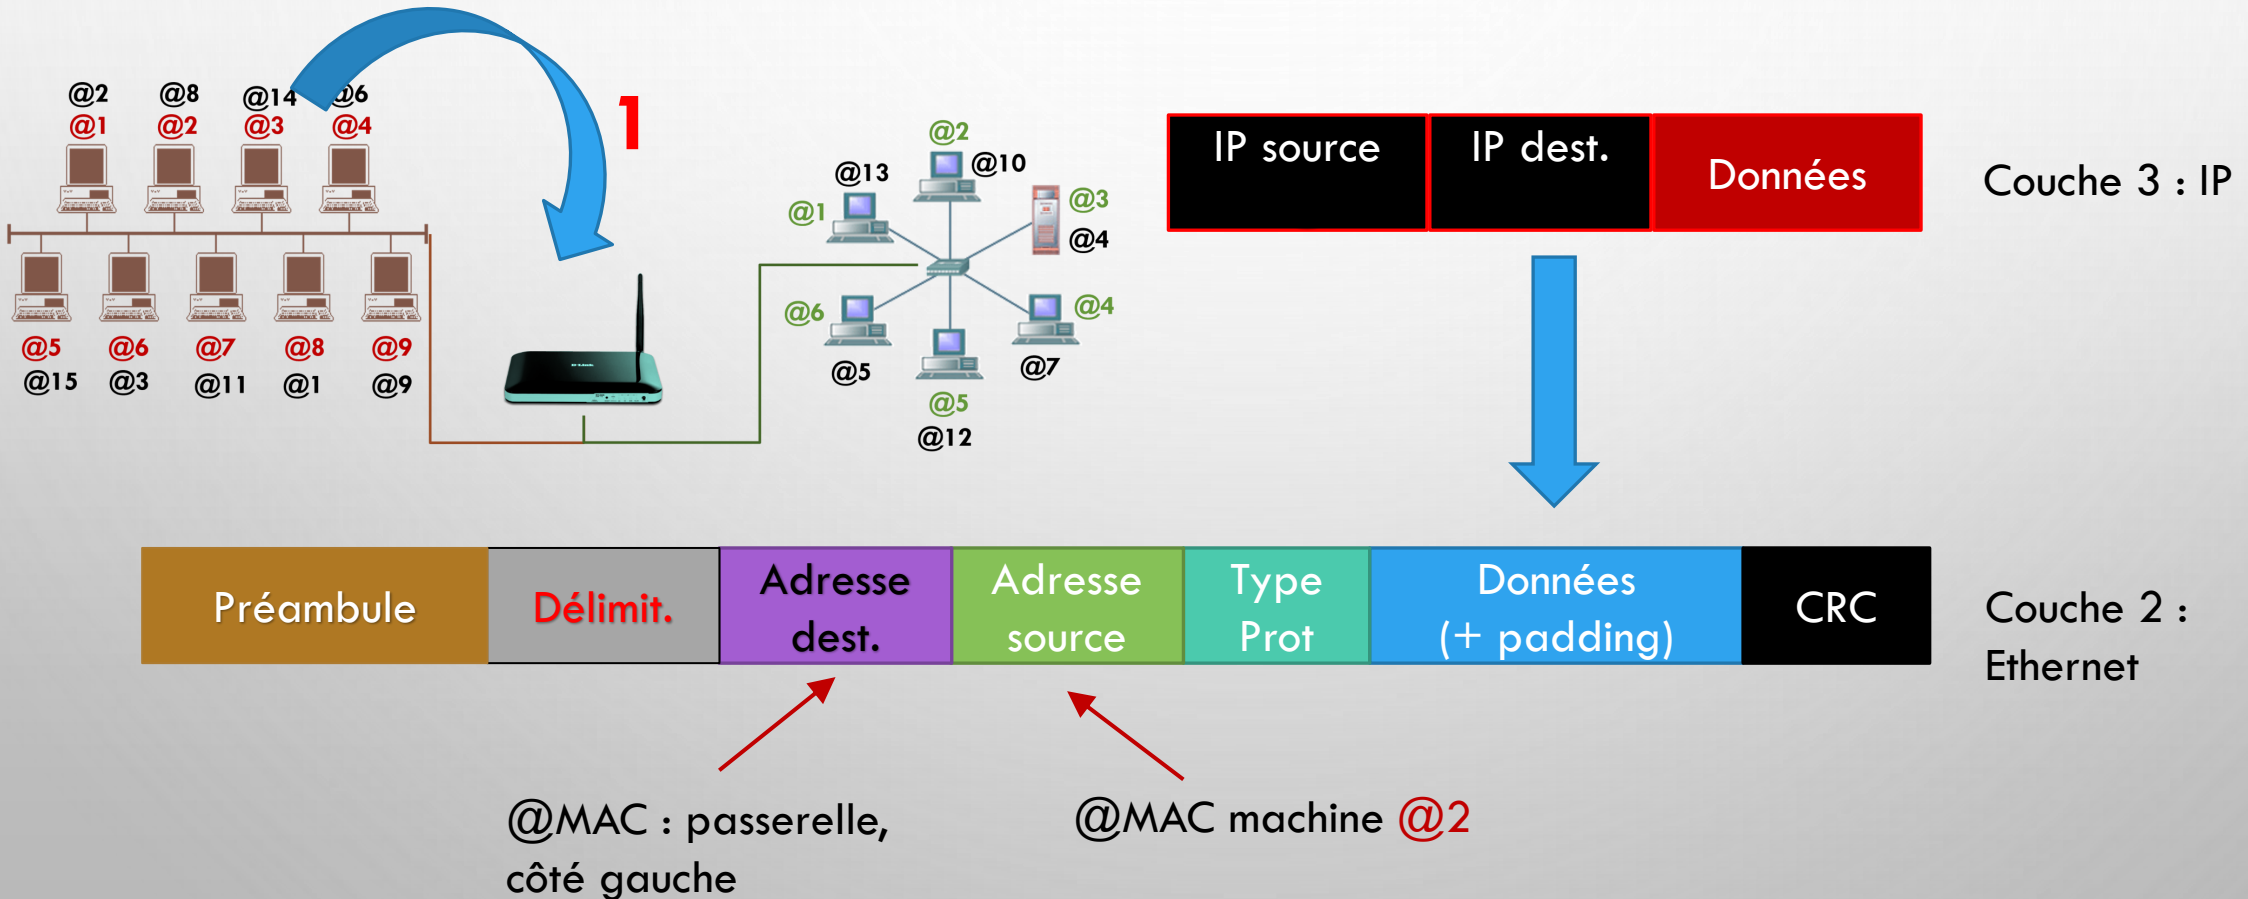 @2 @8 @14 @6
@1 @2 @3 @4
@5 @6 @7 @8 @9
@15 @3 @11 @1 @9
1
D-Link
@2
@10
@13
@1
@3
@4
@6
@5
@4
@7
@5
@12
IP source
IP dest.
Données
Couche 3 : IP
Préambule
Délimit.
Adresse
dest.
Adresse
source
Type
Prot
Données
(+ padding)
CRC
Couche 2 :
Ethernet
@MAC : passerelle,
côté gauche
@MAC machine @2